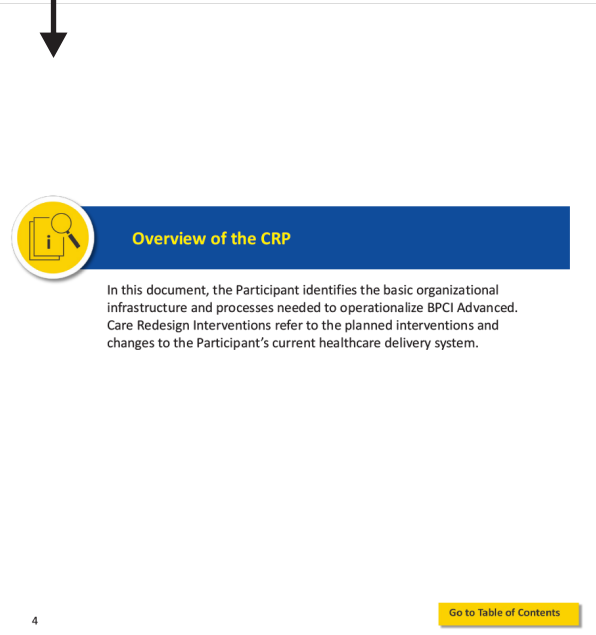 i
Overview of the CRP
In this document, the Participant identifies the basic organizational
infrastructure and processes needed to operationalize BPCI Advanced.
Care Redesign Interventions refer to the planned interventions and
changes to the Participant’s current healthcare delivery system.
4
Go to Table of Contents